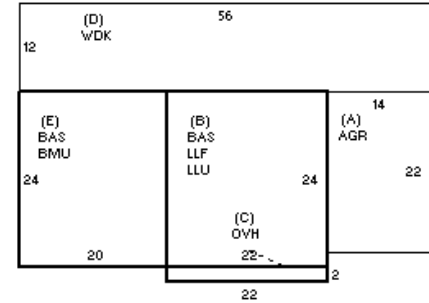 (D)
WDK
56
12
(E)
BAS
BMU
(B)
BAS
LLF
LLU
(A)
AGR
14
22
24
24
(C)
OVH
20
22
2
22